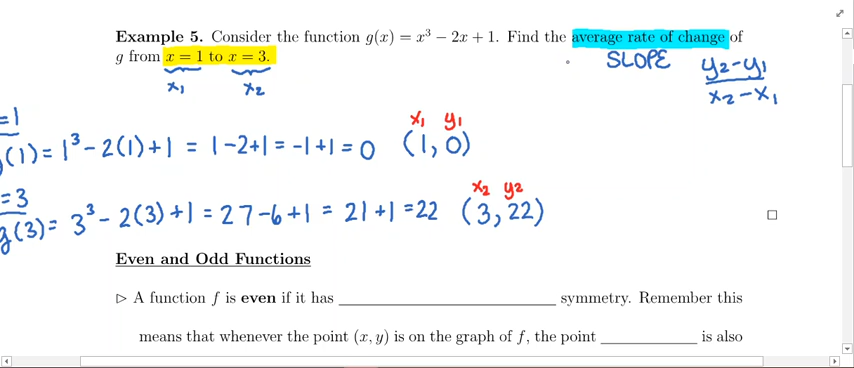 Example 5. Consider the function g(x) = x³ − 2x + 1. Find the average rate of change of
g from x = 1 to x = 3.
SLOPE
y₂-y₁
x₂-x₁
x₁ x₂
=1
x₁ y₁
g(1)= 1³-2(1)+1 = 1-2+1 = -1+1=0 (1,0)
x₂ y₂
=3
g(3)= 3³-2(3)+1 = 27-6+1 = 21+1=22 (3,22)
Even and Odd Functions
▷ A function f is even if it has ____________ symmetry. Remember this
means that whenever the point (x, y) is on the graph of f, the point ________ is also